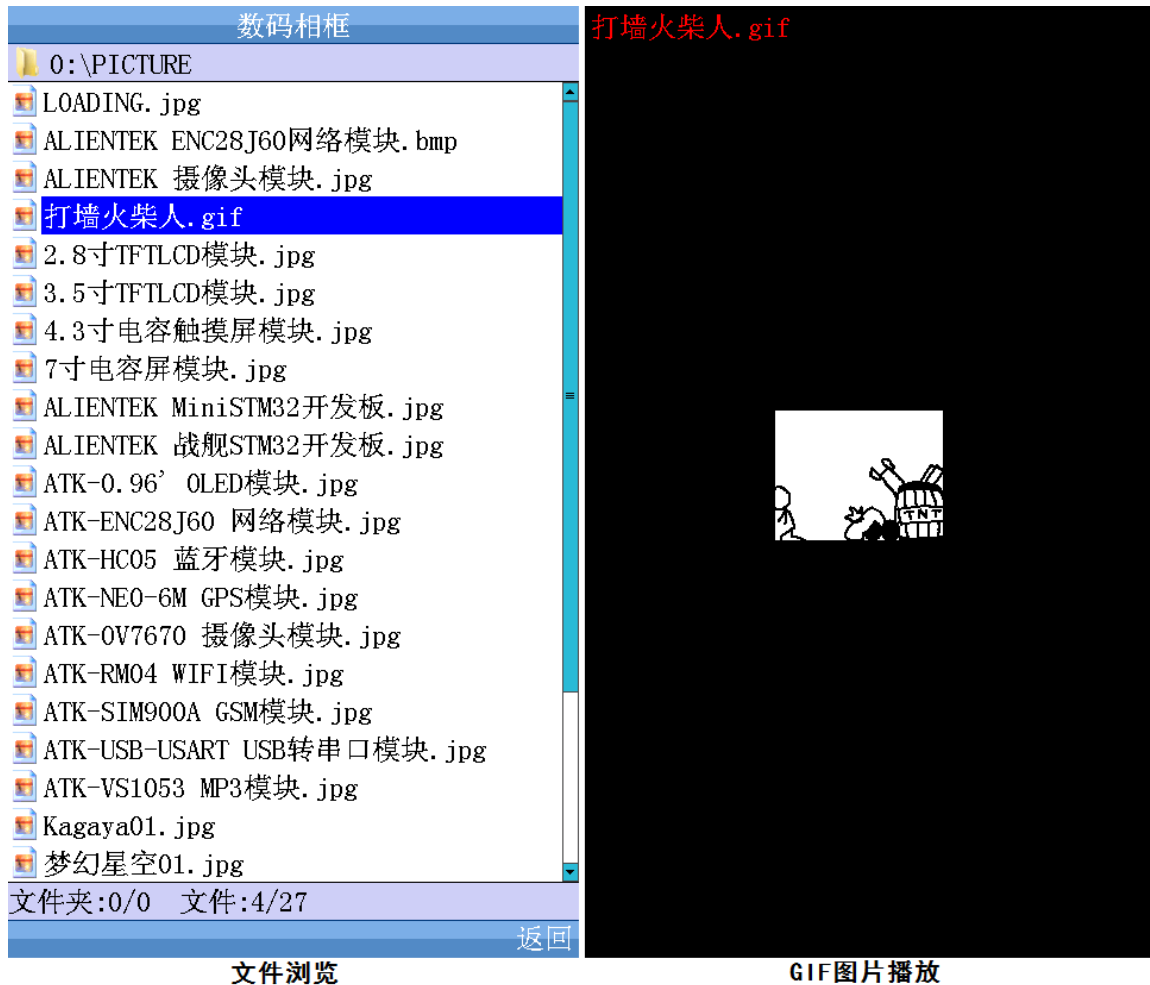 数码相框
0:\PICTURE
LOADING.jpg
ALIENTEK ENC28J60网络模块.bmp
ALIENTEK 摄像头模块.jpg
打墙火柴人.gif
2.8寸TFTLCD模块.jpg
3.5寸TFTLCD模块.jpg
4.3寸电容触摸屏模块.jpg
7寸电容屏模块.jpg
ALIENTEK MiniSTM32开发板.jpg
ALIENTEK 战舰STM32开发板.jpg
ATK-0.96’ OLED模块.jpg
ATK-ENC28J60 网络模块.jpg
ATK-HC05 蓝牙模块.jpg
ATK-NEO-6M GPS模块.jpg
ATK-OV7670 摄像头模块.jpg
ATK-RM04 WIFI模块.jpg
ATK-SIM900A GSM模块.jpg
ATK-USB-USART USB转串口模块.jpg
ATK-VS1053 MP3模块.jpg
Kagaya01.jpg
梦幻星空01.jpg
文件夹:0/0 文件:4/27
返回
文件浏览
打墙火柴人.gif
TNT
GIF图片播放